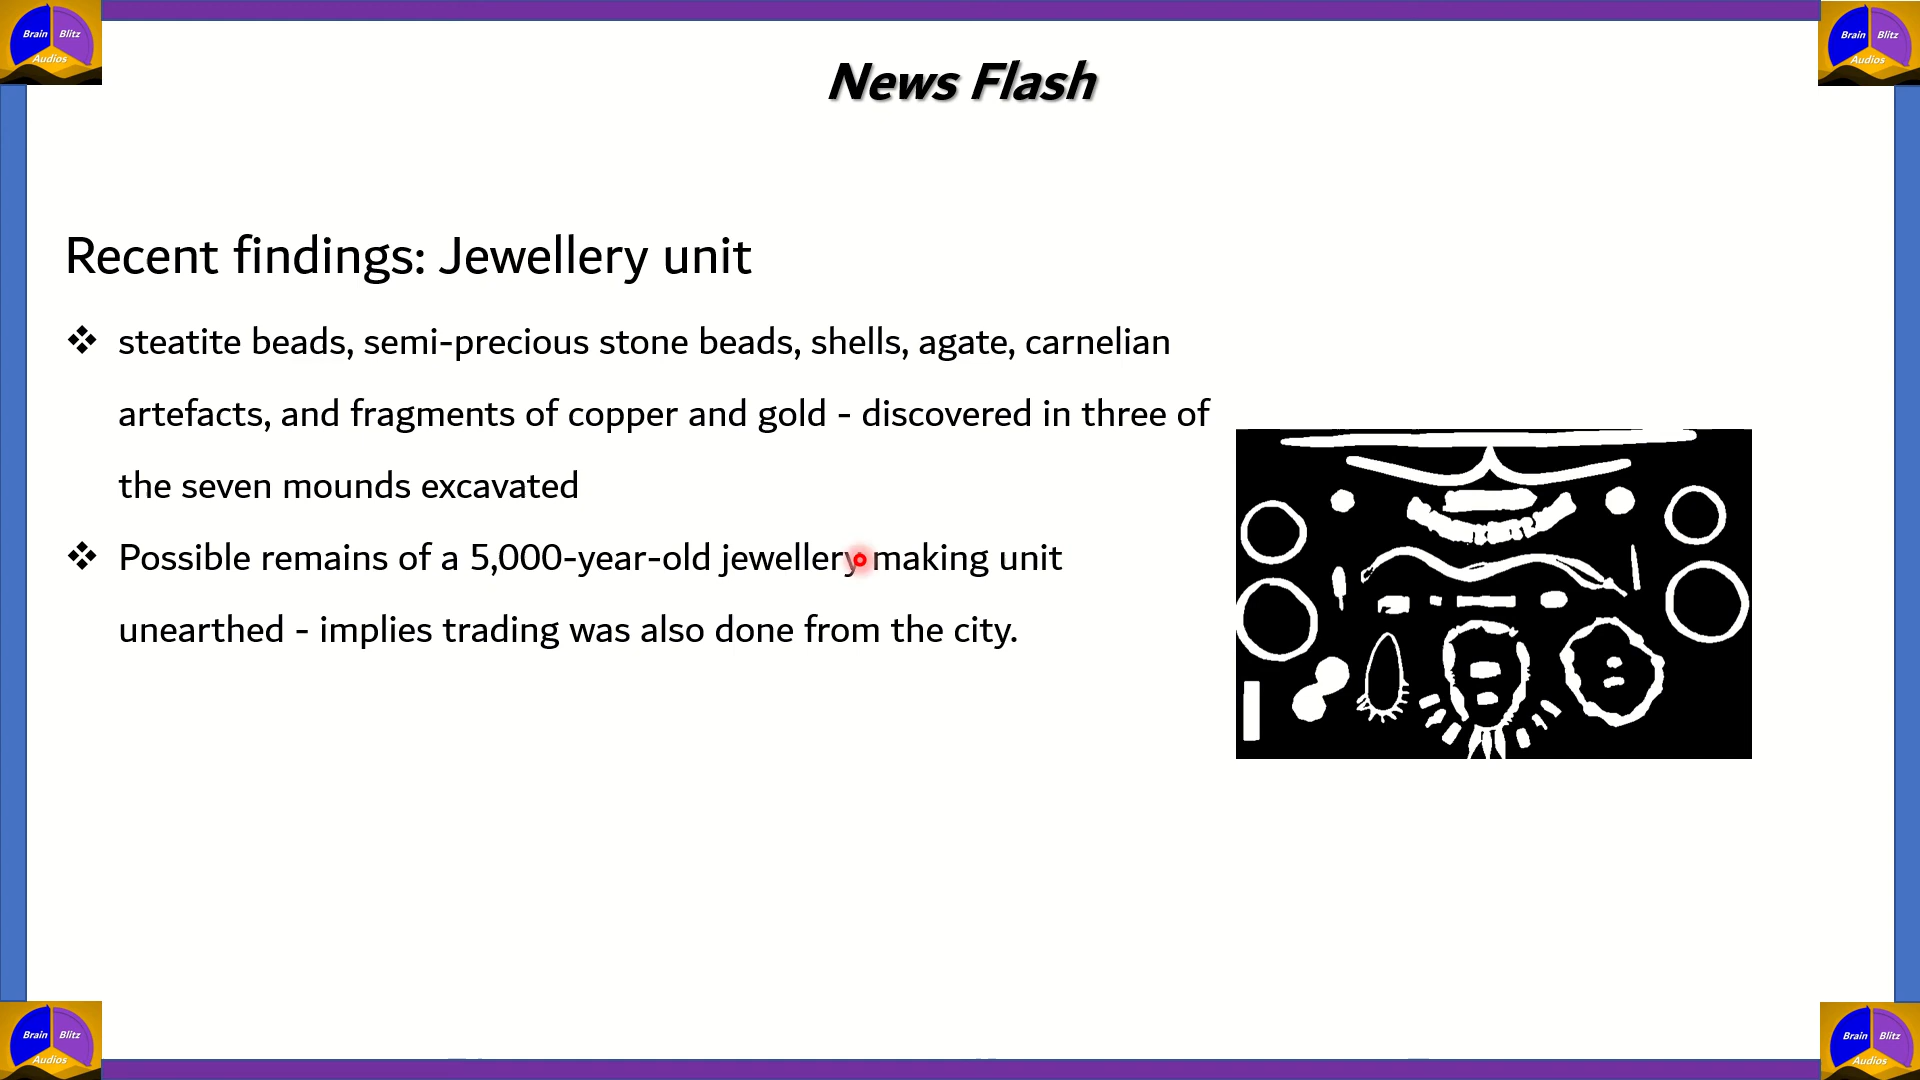 Brain Blitz
Audios
Brain Blitz
Audios
News Flash
Recent findings: Jewellery unit
❖ steatite beads, semi-precious stone beads, shells, agate, carnelian
artefacts, and fragments of copper and gold - discovered in three of
the seven mounds excavated
❖ Possible remains of a 5,000-year-old jewellery making unit
unearthed - implies trading was also done from the city.
Brain Blitz
Audios
Brain Blitz
Audios